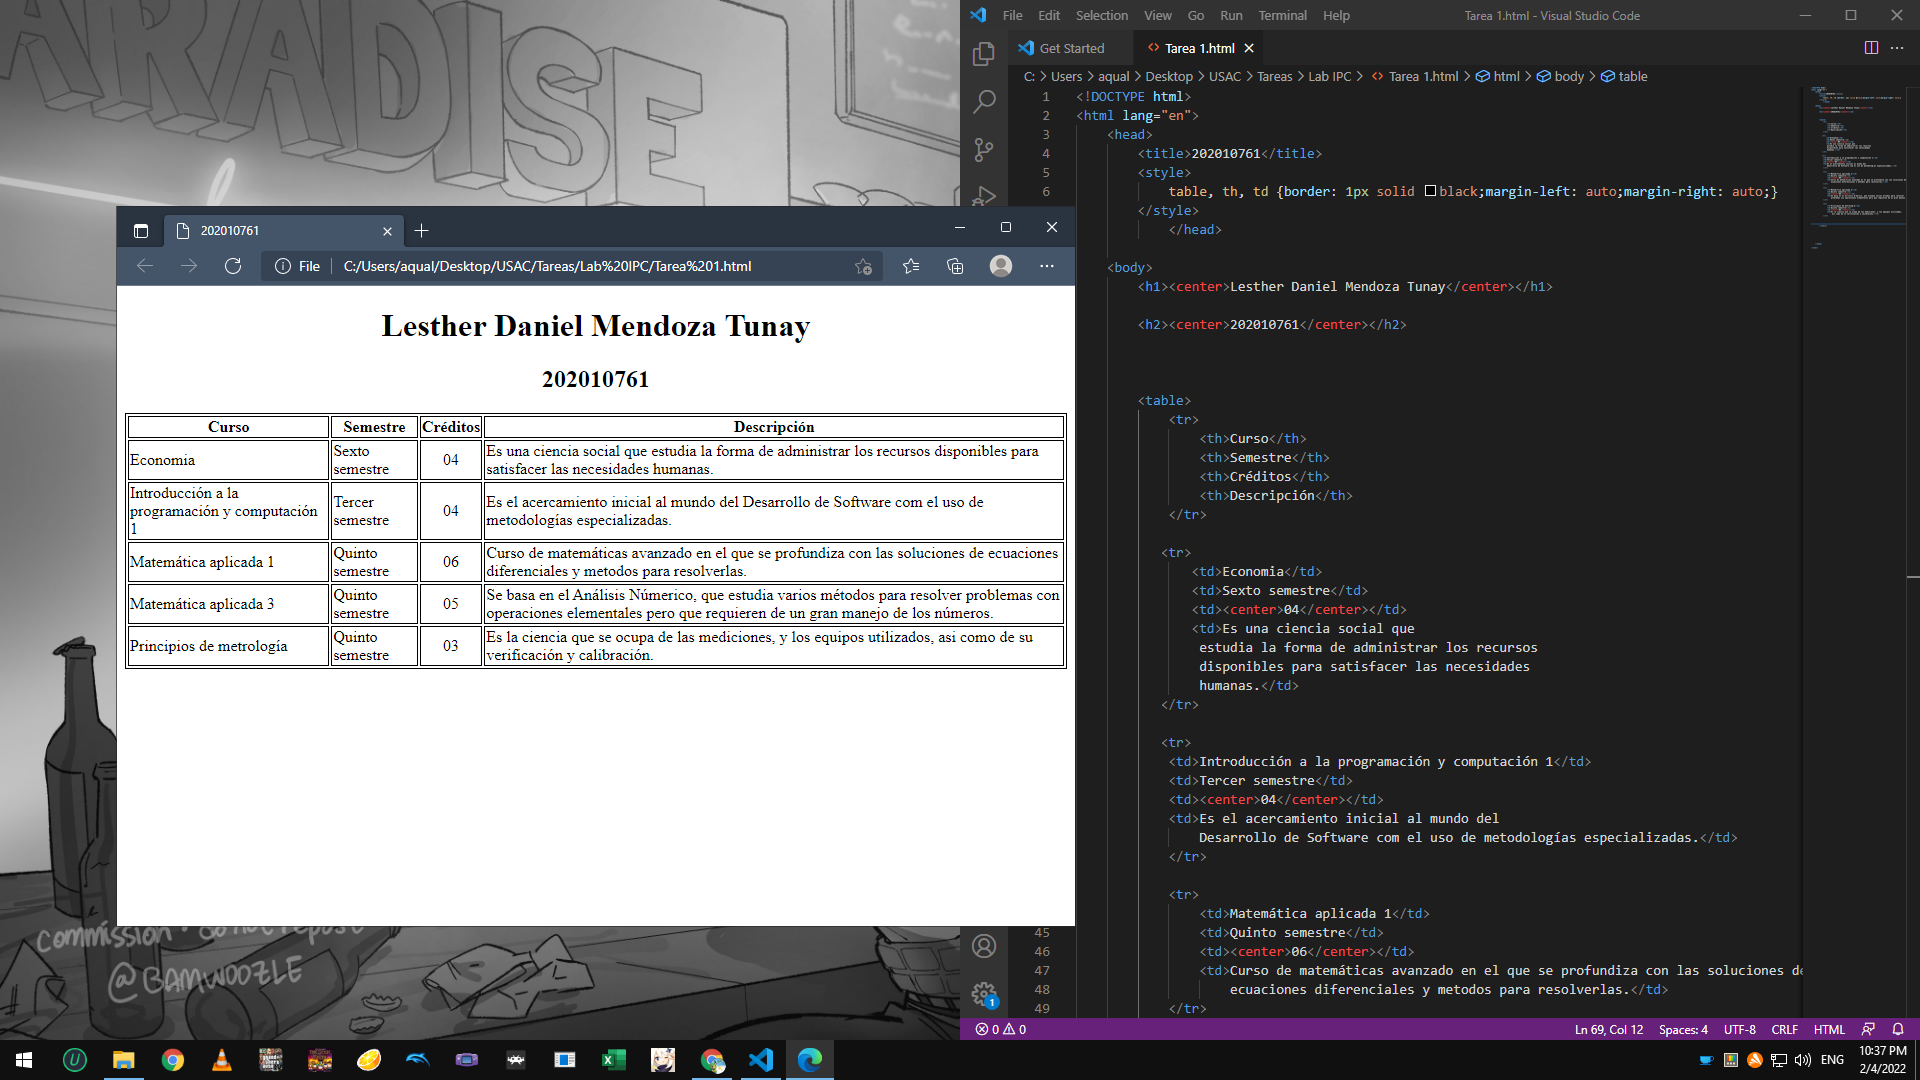 ARADISE
commission
@BAMWOOZLE
202010761
File
C:/Users/aqual/Desktop/USAC/Tareas/Lab%20IPC/Tarea%201.html
Lesther Daniel Mendoza Tunay
202010761
Curso Semestre Créditos Descripción
Economia
Sexto
semestre
04
Es una ciencia social que estudia la forma de administrar los recursos disponibles para
satisfacer las necesidades humanas.
Introducción a la
programación y computación
1
Tercer
semestre
04
Es el acercamiento inicial al mundo del Desarrollo de Software com el uso de
metodologías especializadas.
Matemática aplicada 1
Quinto
semestre
06
Curso de matemáticas avanzado en el que se profundiza con las soluciones de ecuaciones
diferenciales y metodos para resolverlas.
Matemática aplicada 3
Quinto
semestre
05
Se basa en el Análisis Númerico, que estudia varios métodos para resolver problemas con
operaciones elementales pero que requieren de un gran manejo de los números.
Principios de metrología
Quinto
semestre
03
Es la ciencia que se ocupa de las mediciones, y los equipos utilizados, asi como de su
verificación y calibración.
File Edit Selection View Go Run Terminal Help Tarea 1.html - Visual Studio Code
Get Started Tarea 1.html
C: > Users > aqual > Desktop > USAC > Tareas > Lab IPC > Tarea 1.html > html > body > table
1 <!DOCTYPE html>
2 <html lang="en">
3 <head>
4 <title>202010761</title>
5 <style>
6 table, th, td {border: 1px solid black;margin-left: auto;margin-right: auto;}
</style>
</head>
<body>
<h1><center>Lesther Daniel Mendoza Tunay</center></h1>
<h2><center>202010761</center></h2>
<table>
<tr>
<th>Curso</th>
<th>Semestre</th>
<th>Créditos</th>
<th>Descripción</th>
</tr>
<tr>
<td>Economia</td>
<td>Sexto semestre</td>
<td><center>04</center></td>
<td>Es una ciencia social que
estudia la forma de administrar los recursos
disponibles para satisfacer las necesidades
humanas.</td>
</tr>
<tr>
<td>Introducción a la programación y computación 1</td>
<td>Tercer semestre</td>
<td><center>04</center></td>
<td>Es el acercamiento inicial al mundo del
Desarrollo de Software com el uso de metodologías especializadas.</td>
</tr>
<tr>
<td>Matemática aplicada 1</td>
45 <td>Quinto semestre</td>
46 <td><center>06</center></td>
47 <td>Curso de matemáticas avanzado en el que se profundiza con las soluciones de
48 ecuaciones diferenciales y metodos para resolverlas.</td>
49 </tr>
1
0 0 Ln 69, Col 12 Spaces: 4 UTF-8 CRLF HTML
ENG
10:37 PM
2/4/2022